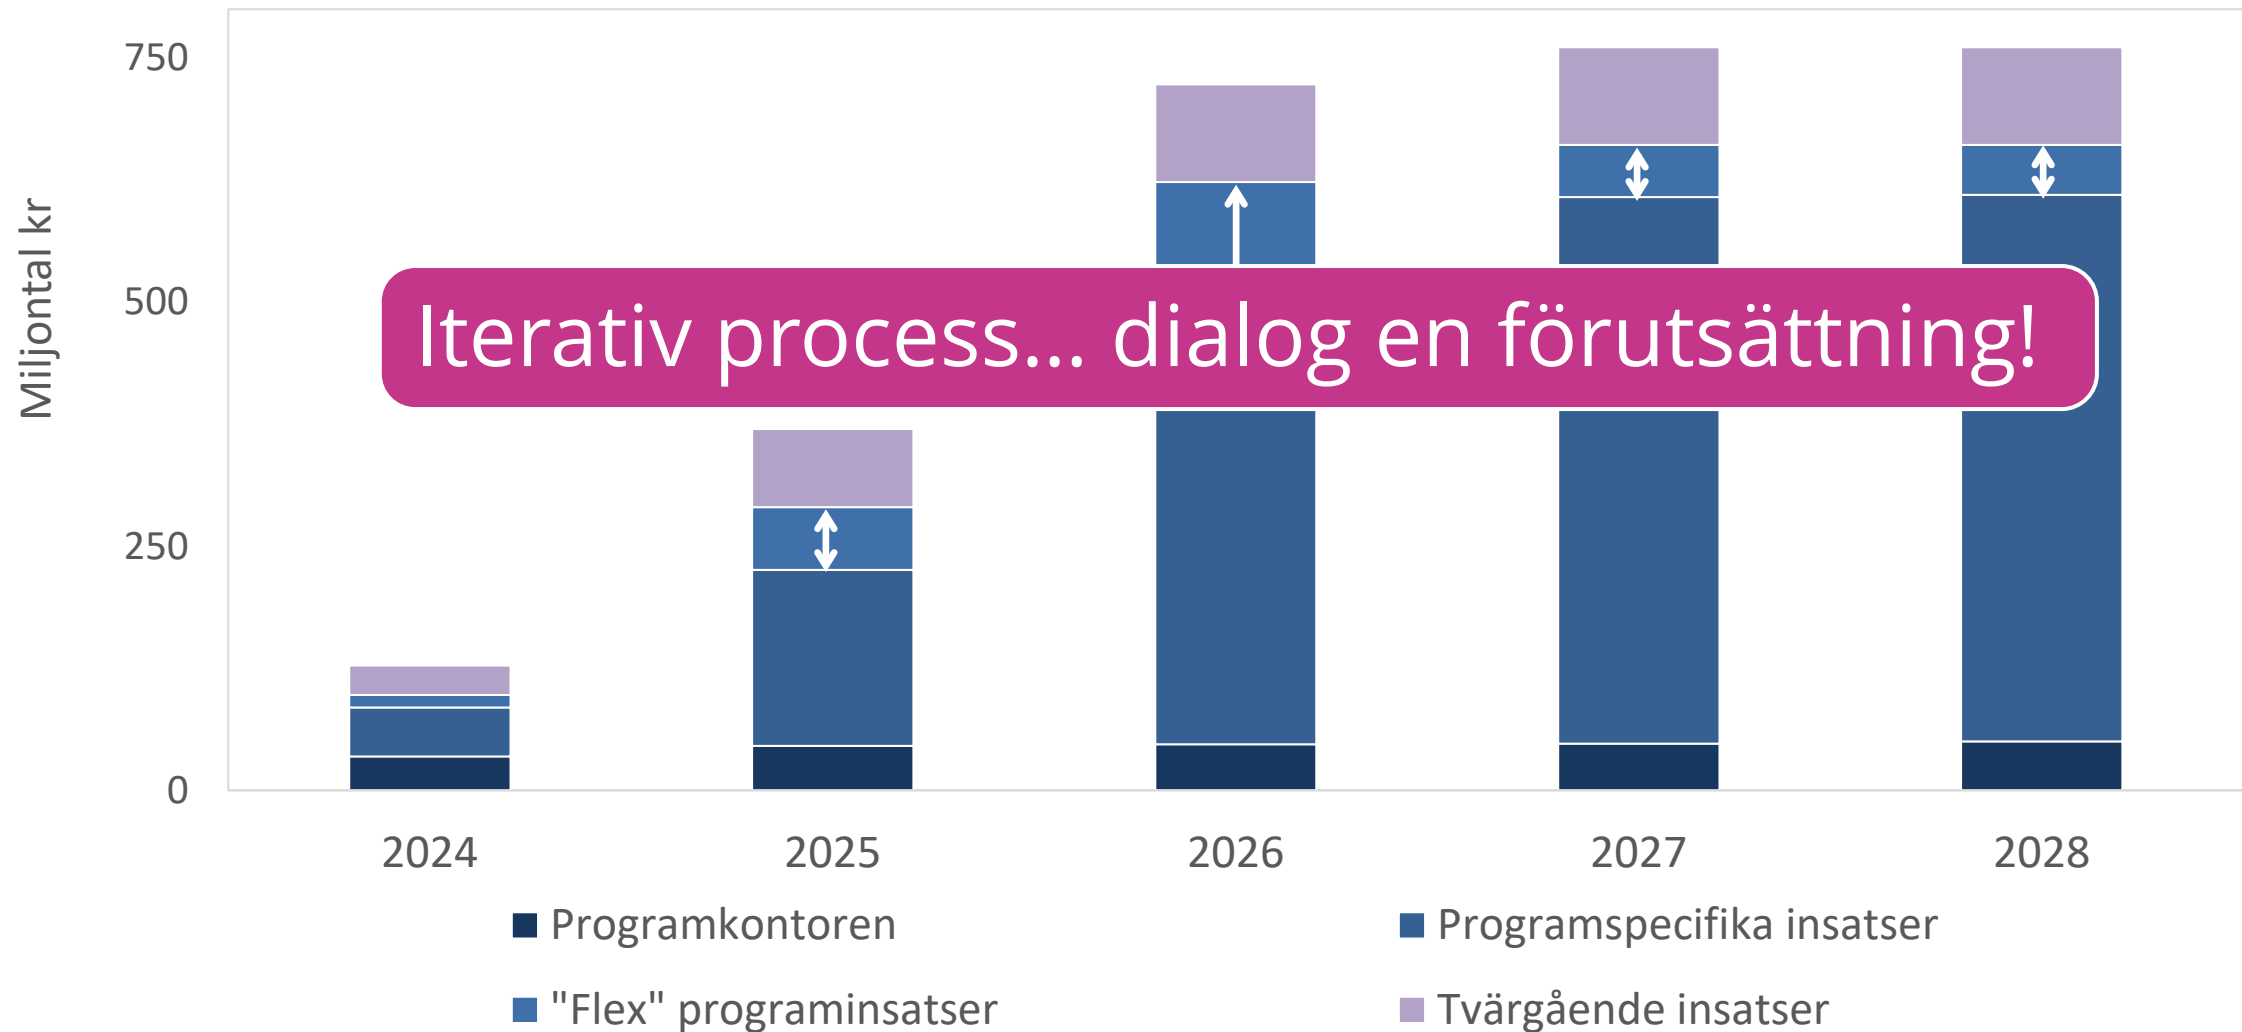 Miljontal kr
750
500
250
0
Iterativ process... dialog en förutsättning!
2024 2025 2026 2027 2028
Programkontoren Programspecifika insatser
"Flex" programinsatser Tvärgående insatser